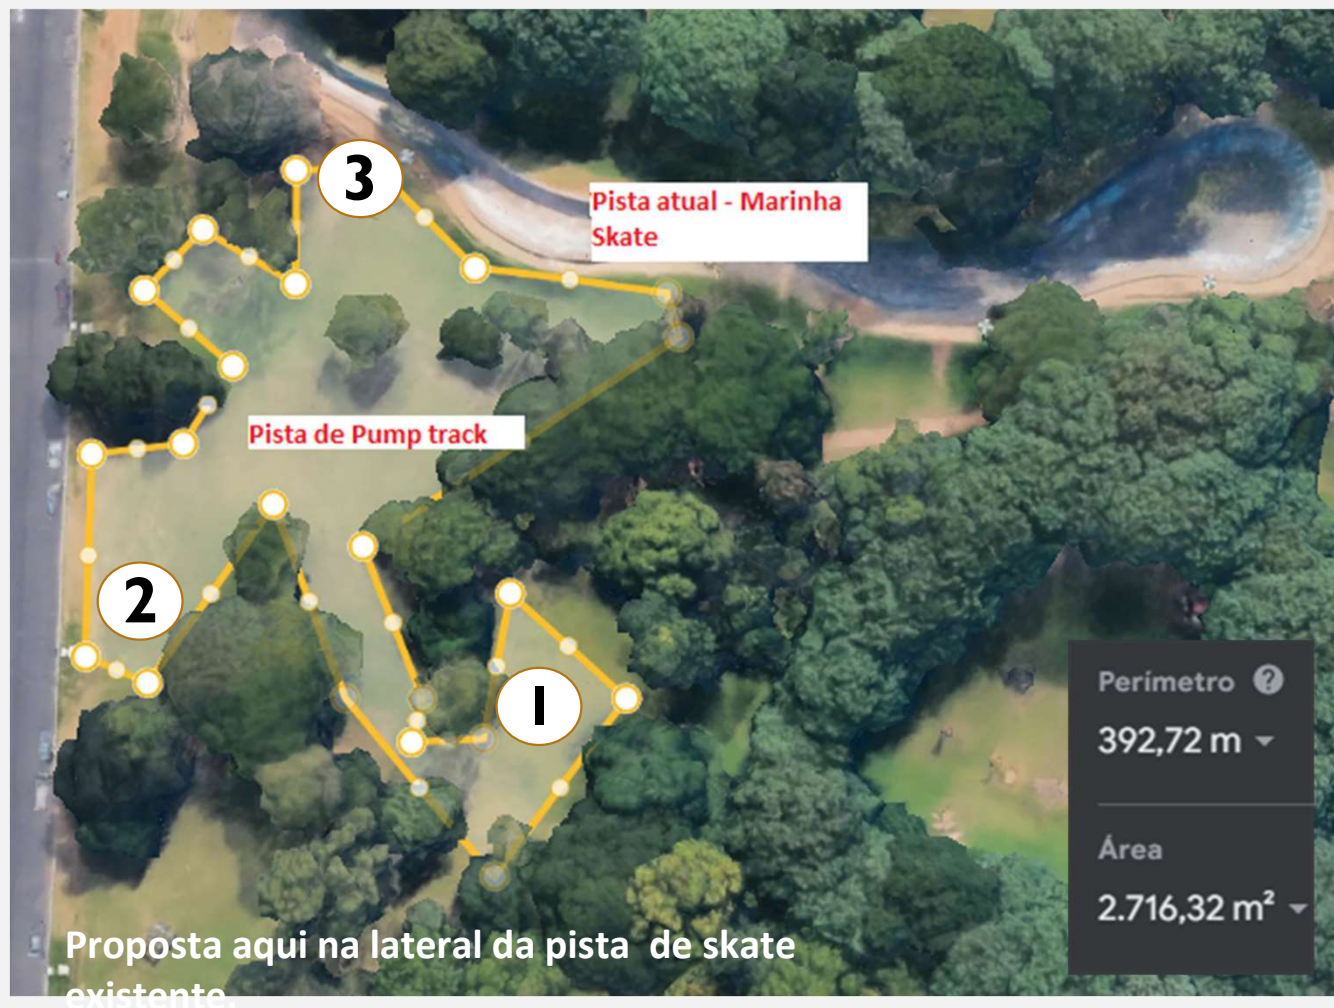 3
Pista atual - Marinha
Skate
Pista de Pump track
2
1
Perímetro ?
392,72 m
Área
2.716,32 m²
Proposta aqui na lateral da pista de skate
existente.